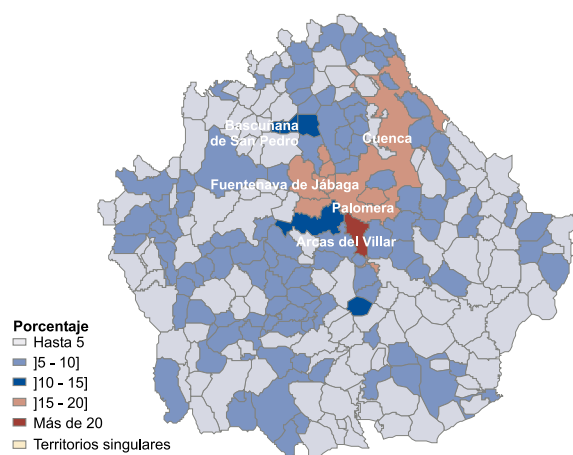 Bascuñana
de San Pedro
Cuenca
Fuentenava de Jábaga
Palomera
Arcas del Villar
Porcentaje
Hasta 5
]5 - 10]
]10 - 15]
]15 - 20]
Más de 20
Territorios singulares